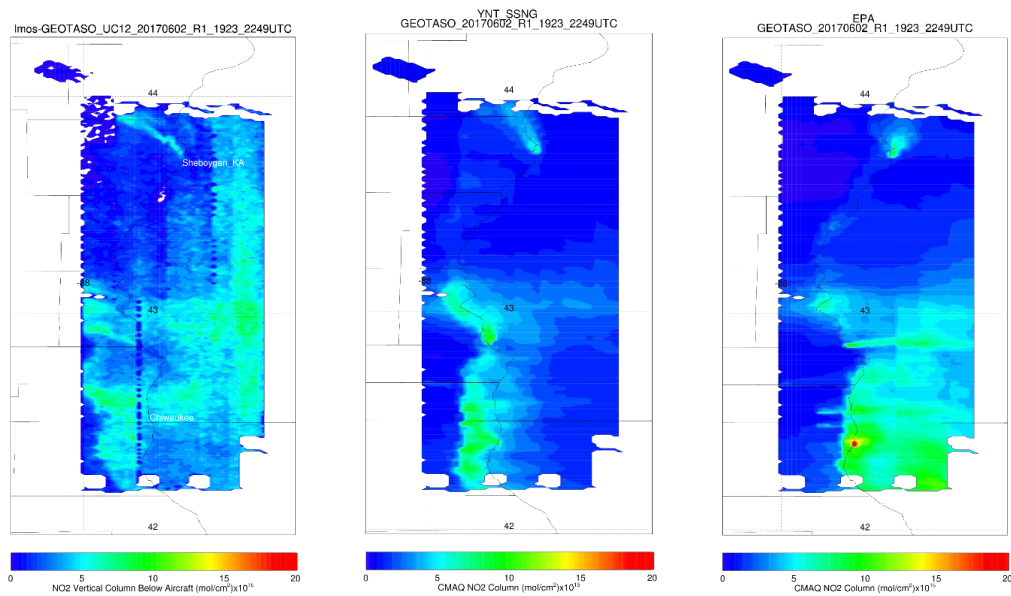 lmos-GEOTASO_UC12_20170602_R1_1923_2249UTC
44
Sheboygan_KA
-88
43
Chiwaukee
42
0 5 10 15 20
NO2 Vertical Column Below Aircraft (mol/cm²)x10¹⁵
YNT_SSNG
GEOTASO_20170602_R1_1923_2249UTC
44
-88
43
42
0 5 10 15 20
CMAQ NO2 Column (mol/cm²)x10¹⁵
EPA
GEOTASO_20170602_R1_1923_2249UTC
44
-88
43
42
0 5 10 15 20
CMAQ NO2 Column (mol/cm²)x10¹⁵